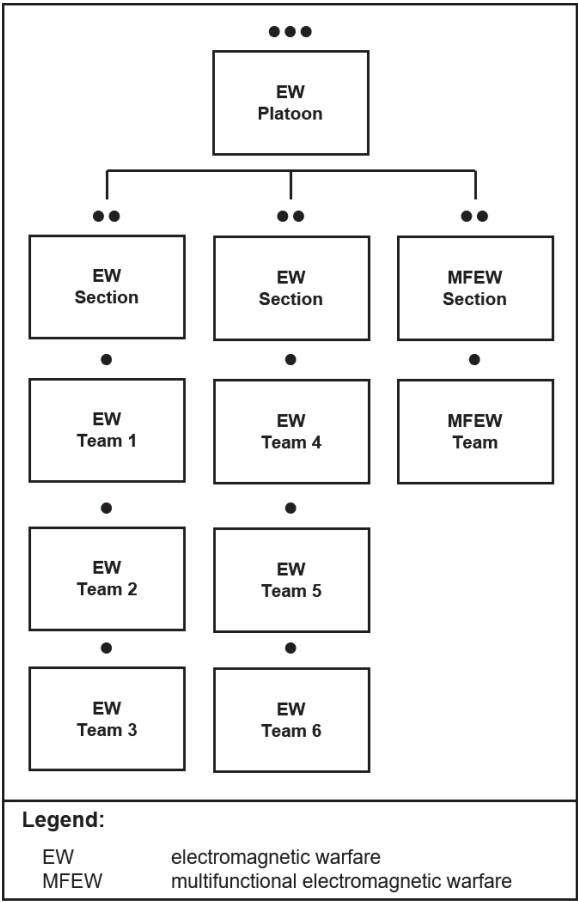 EW
Platoon
EW
Section
EW
Section
MFEW
Section
EW
Team 1
EW
Team 4
MFEW
Team
EW
Team 2
EW
Team 5
EW
Team 3
EW
Team 6
Legend:
EW electromagnetic warfare
MFEW multifunctional electromagnetic warfare